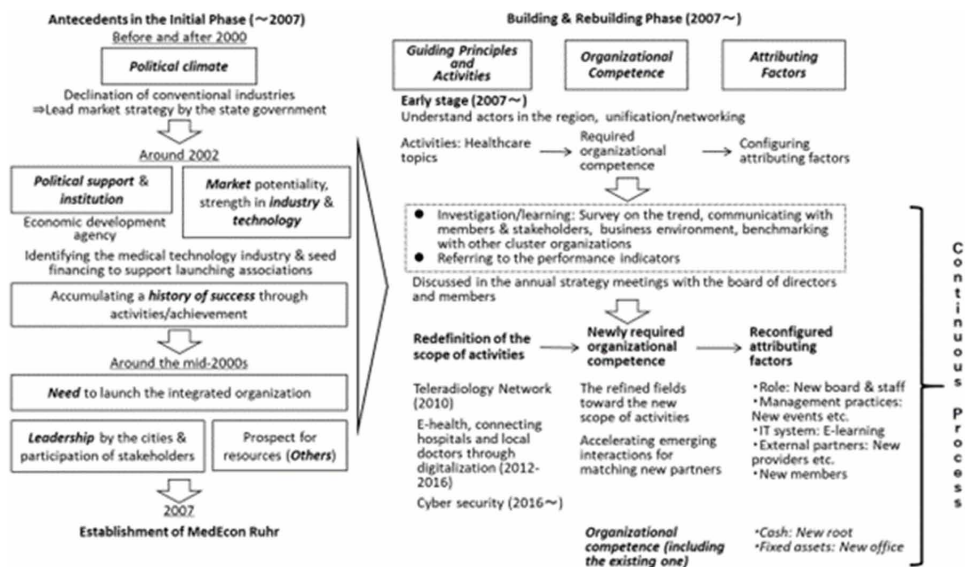 Antecedents in the Initial Phase (～2007)
Before and after 2000
Political climate
Declination of conventional industries
⇒Lead market strategy by the state government
Around 2002
Political support &
institution
Economic development
agency
Market potentiality,
strength in industry &
technology
Identifying the medical technology industry & seed
financing to support launching associations
Accumulating a history of success through
activities/achievement
Around the mid-2000s
Need to launch the integrated organization
Leadership by the cities &
participation of stakeholders
Prospect for
resources (Others)
2007
Establishment of MedEcon Ruhr
Building & Rebuilding Phase (2007～)
Guiding Principles
and
Activities
Organizational
Competence
Attributing
Factors
Early stage (2007～)
Understand actors in the region, unification/networking
Activities: Healthcare
topics
Required
organizational
competence
Configuring
attributing factors
● Investigation/learning: Survey on the trend, communicating with
members & stakeholders, business environment, benchmarking
with other cluster organizations
● Referring to the performance indicators
Discussed in the annual strategy meetings with the board of directors
and members
Redefinition of the
scope of activities
Newly required
organizational
competence
Reconfigured
attributing
factors
Teleradiology Network
(2010)
E-health, connecting
hospitals and local
doctors through
digitalization (2012-
2016)
Cyber security (2016～)
The refined fields
toward the new
scope of activities
Accelerating emerging
interactions for
matching new partners
Organizational
competence (including
the existing one)
・Role: New board & staff
・Management practices:
New events etc.
・IT system: E-learning
・External partners: New
providers etc.
・New members
・Cash: New root
・Fixed assets: New office
Continuous Process